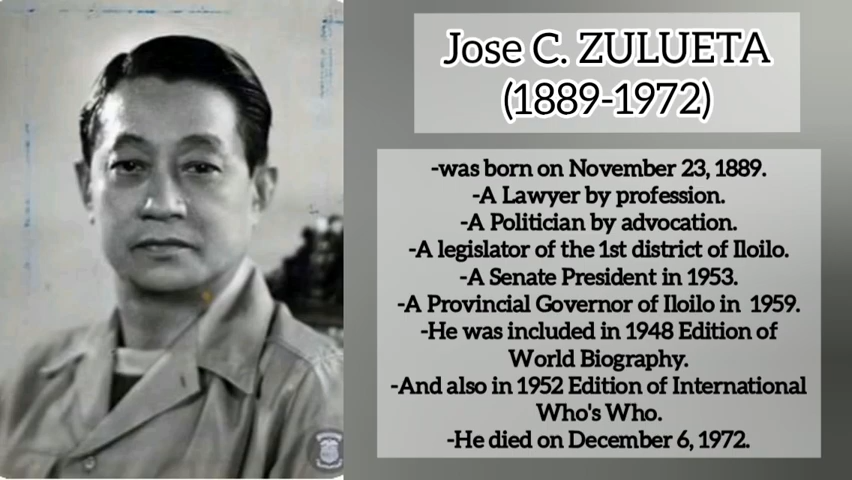 Jose C. ZULUETA
(1889-1972)
-was born on November 23, 1889.
-A Lawyer by profession.
-A Politician by advocation.
-A legislator of the 1st district of Iloilo.
-A Senate President in 1953.
-A Provincial Governor of Iloilo in 1959.
-He was included in 1948 Edition of
World Biography.
-And also in 1952 Edition of International
Who's Who.
-He died on December 6, 1972.